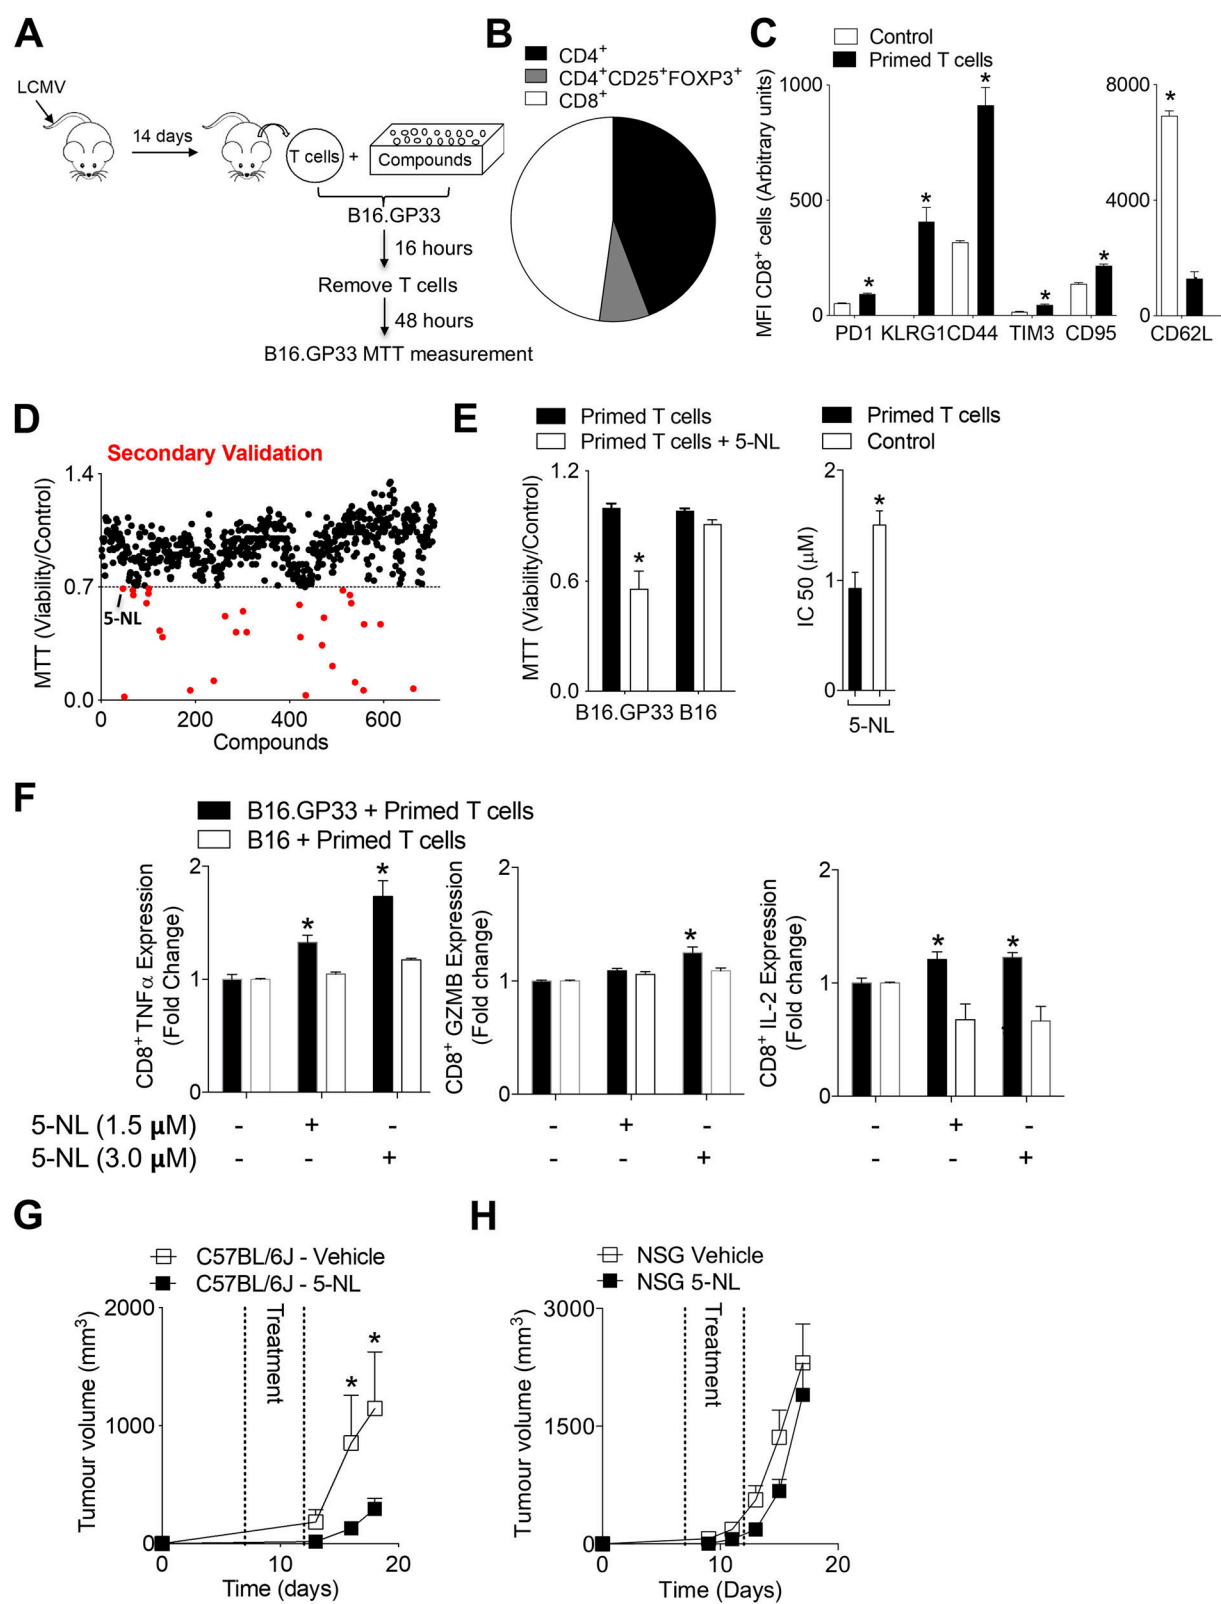 A
LCMV
14 days
T cells
+
Compounds
B16.GP33
16 hours
Remove T cells
48 hours
B16.GP33 MTT measurement
B
CD4⁺
CD4⁺CD25⁺FOXP3⁺
CD8⁺
C
Control
Primed T cells
MFI CD8⁺ cells (Arbitrary units)
1000
500
0
* * * * *
PD1 KLRG1CD44 TIM3 CD95
8000
4000
0
*
CD62L
D
Secondary Validation
MTT (Viability/Control)
1.4
0.7
0.0
5-NL
0 200 400 600
Compounds
E
Primed T cells
Primed T cells + 5-NL
MTT (Viability/Control)
1.2
0.6
0.0
*
B16.GP33 B16
Primed T cells
Control
IC 50 (μM)
2
1
0
*
5-NL
F
B16.GP33 + Primed T cells
B16 + Primed T cells
CD8⁺ TNFα Expression
(Fold Change)
2
1
0
* *
CD8⁺ GZMB Expression
(Fold change)
2
1
0
*
CD8⁺ IL-2 Expression
(Fold change)
2
1
0
* *
5-NL (1.5 μM) - + - - + - - + -
5-NL (3.0 μM) - - + - - + - - +
G
C57BL/6J - Vehicle
C57BL/6J - 5-NL
Tumour volume (mm³)
2000
1000
0
Treatment
* *
0 10 20
Time (days)
H
NSG Vehicle
NSG 5-NL
Tumour volume (mm³)
3000
1500
0
Treatment
0 10 20
Time (Days)